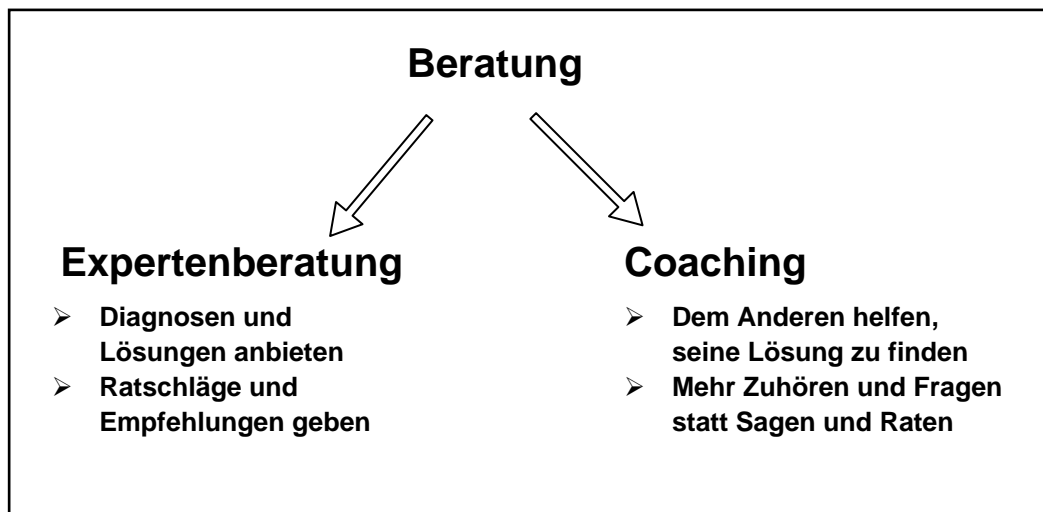 Beratung
Expertenberatung
➢ Diagnosen und
Lösungen anbieten
➢ Ratschläge und
Empfehlungen geben
Coaching
➢ Dem Anderen helfen,
seine Lösung zu finden
➢ Mehr Zuhören und Fragen
statt Sagen und Raten